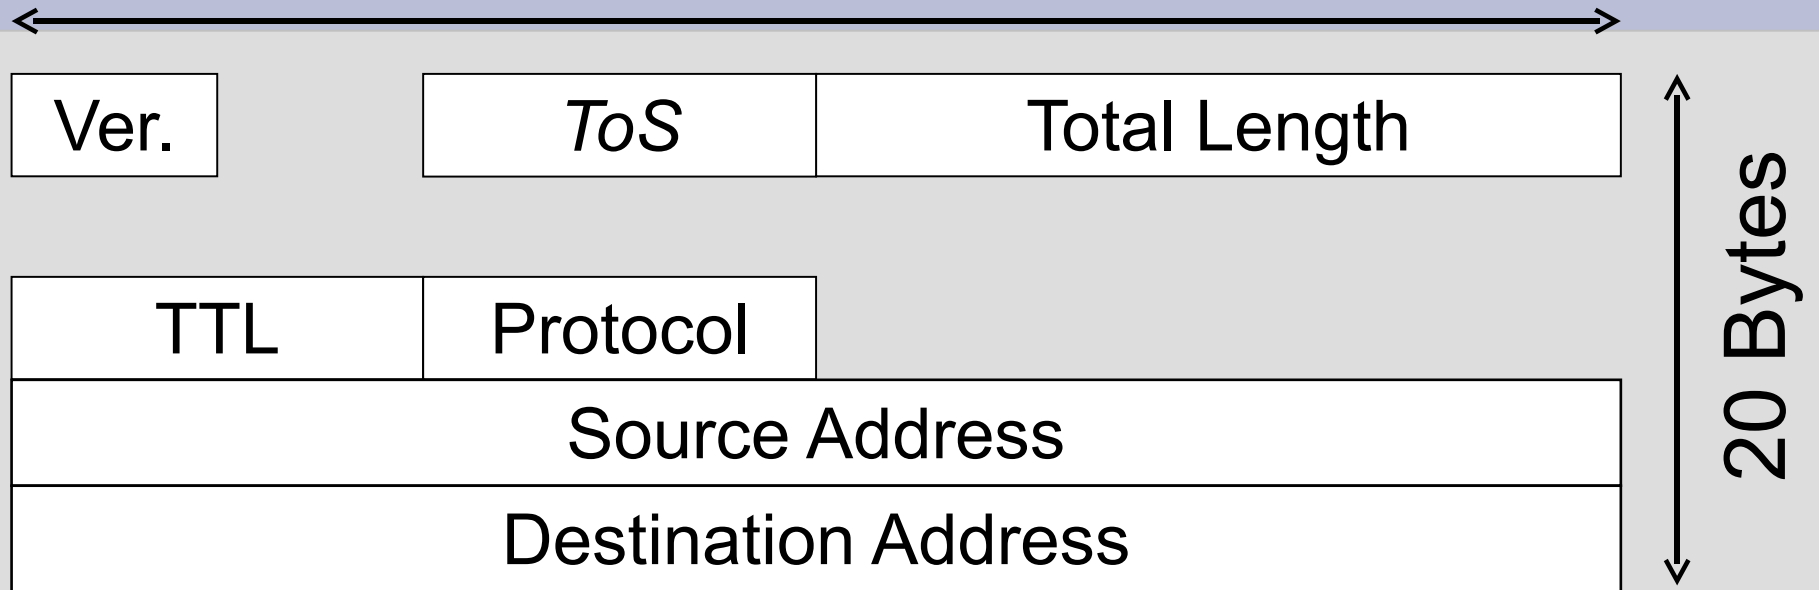 Ver. ToS Total Length
TTL Protocol
Source Address
Destination Address
20 Bytes